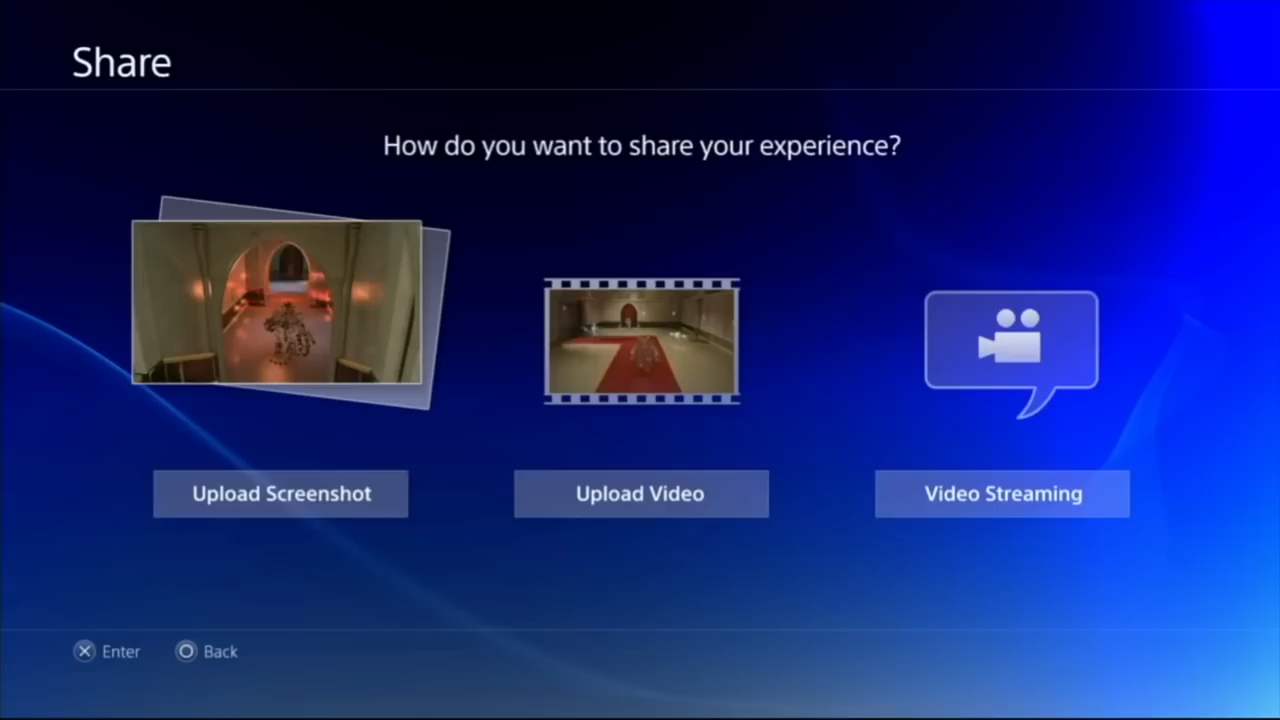 Share
How do you want to share your experience?
Upload Screenshot
Upload Video
Video Streaming
Enter
Back